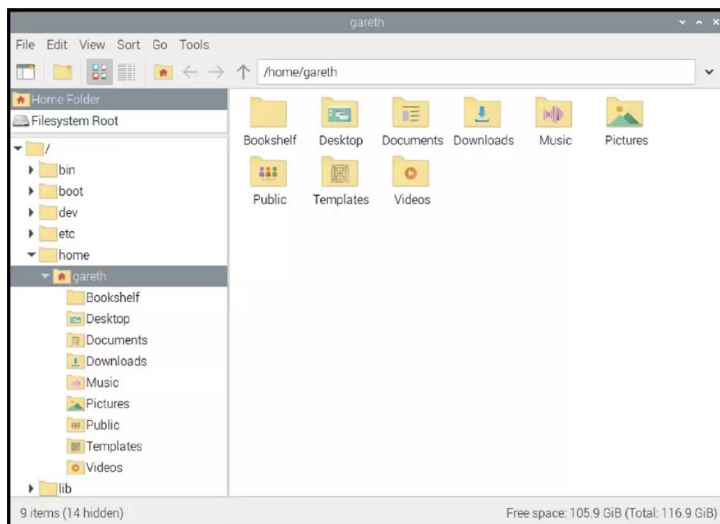 gareth
File Edit View Sort Go Tools
/home/gareth
Home Folder
Filesystem Root
/
bin
boot
dev
etc
home
gareth
Bookshelf
Desktop
Documents
Downloads
Music
Pictures
Public
Templates
Videos
lib
Bookshelf Desktop Documents Downloads Music Pictures
Public Templates Videos
9 items (14 hidden) Free space: 105.9 GiB (Total: 116.9 GiB)